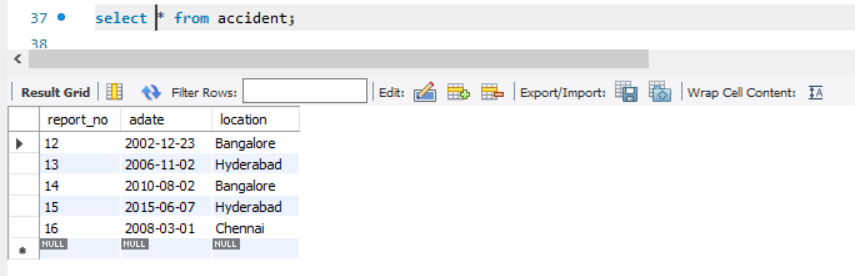 37 select * from accident;
38
Result Grid Filter Rows: Edit: Export/Import: Wrap Cell Content: IA
report_no adate location
12 2002-12-23 Bangalore
13 2006-11-02 Hyderabad
14 2010-08-02 Bangalore
15 2015-06-07 Hyderabad
16 2008-03-01 Chennai
NULL NULL NULL